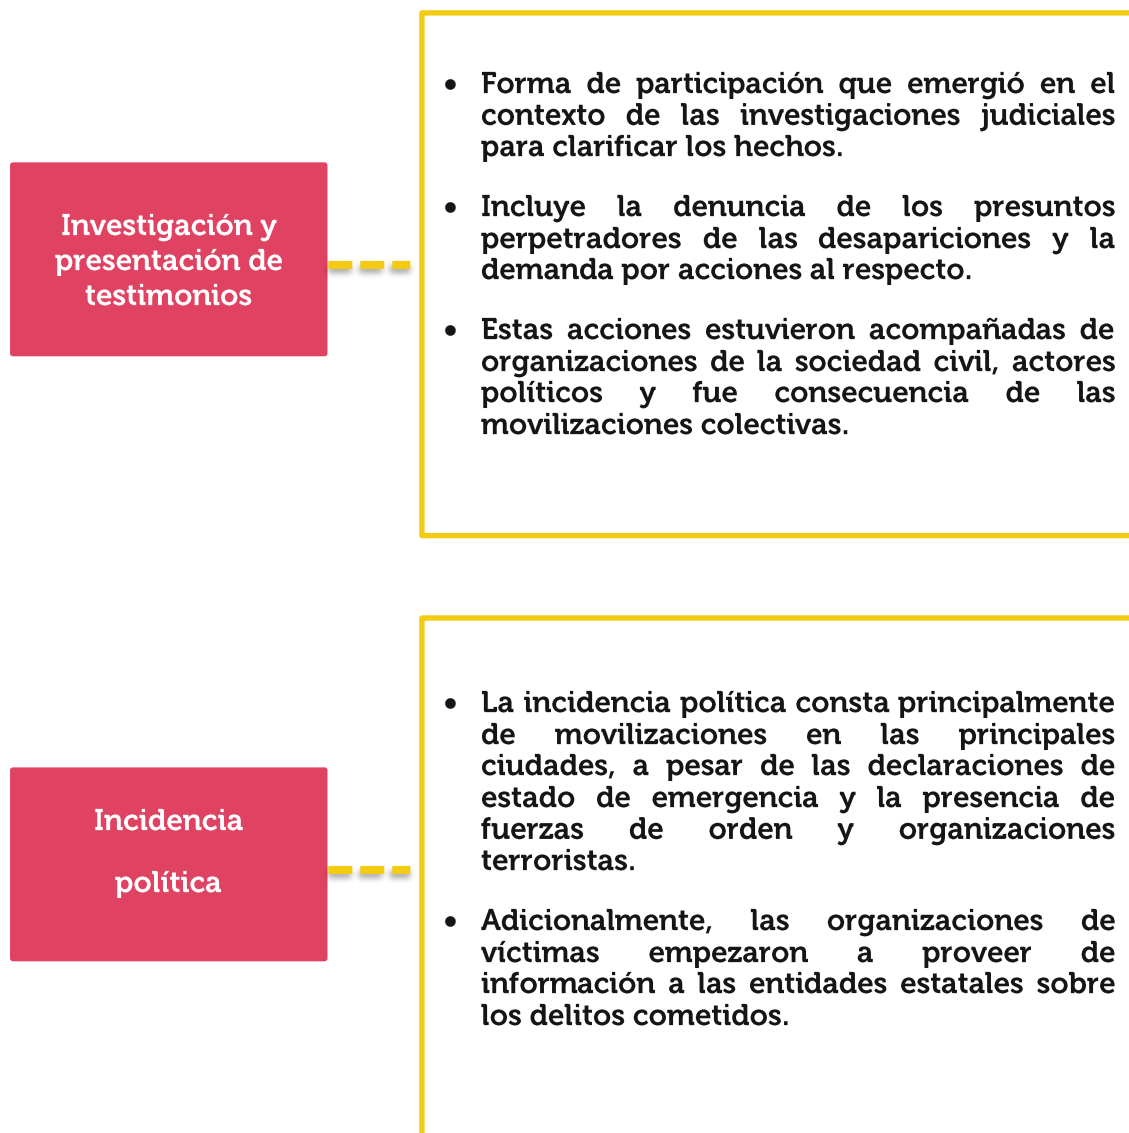 Investigación y
presentación de
testimonios
• Forma de participación que emergió en el
contexto de las investigaciones judiciales
para clarificar los hechos.
• Incluye la denuncia de los presuntos
perpetradores de las desapariciones y la
demanda por acciones al respecto.
• Estas acciones estuvieron acompañadas de
organizaciones de la sociedad civil, actores
políticos y fue consecuencia de las
movilizaciones colectivas.
Incidencia
política
• La incidencia política consta principalmente
de movilizaciones en las principales
ciudades, a pesar de las declaraciones de
estado de emergencia y la presencia de
fuerzas de orden y organizaciones
terroristas.
• Adicionalmente, las organizaciones de
víctimas empezaron a proveer de
información a las entidades estatales sobre
los delitos cometidos.